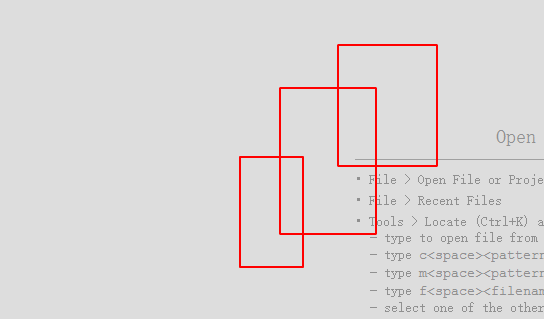 Open
• File > Open File or Proje
• File > Recent Files
• Tools > Locate (Ctrl+K) a
– type to open file from
– type c<space><pattern
– type m<space><pattern
– type f<space><filenam
– select one of the other